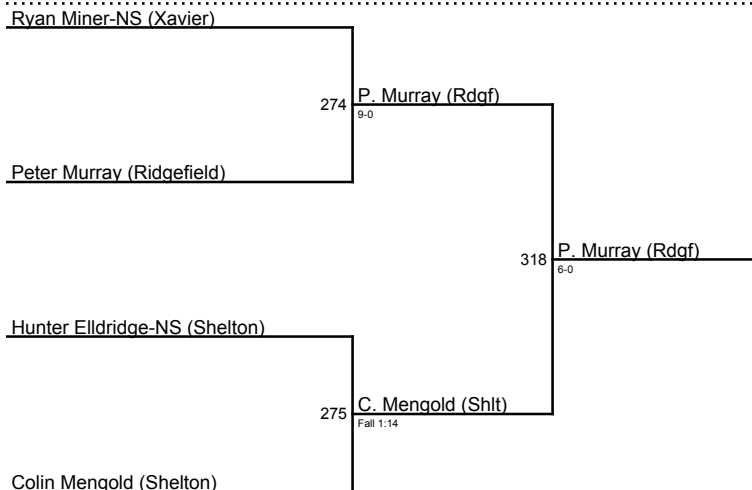 Ryan Miner-NS (Xavier)
274 P. Murray (Rdgf)
9-0
Peter Murray (Ridgefield)
318 P. Murray (Rdgf)
6-0
Hunter Elldridge-NS (Shelton)
275 C. Mengold (Shlt)
Fall 1:14
Colin Mengold (Shelton)